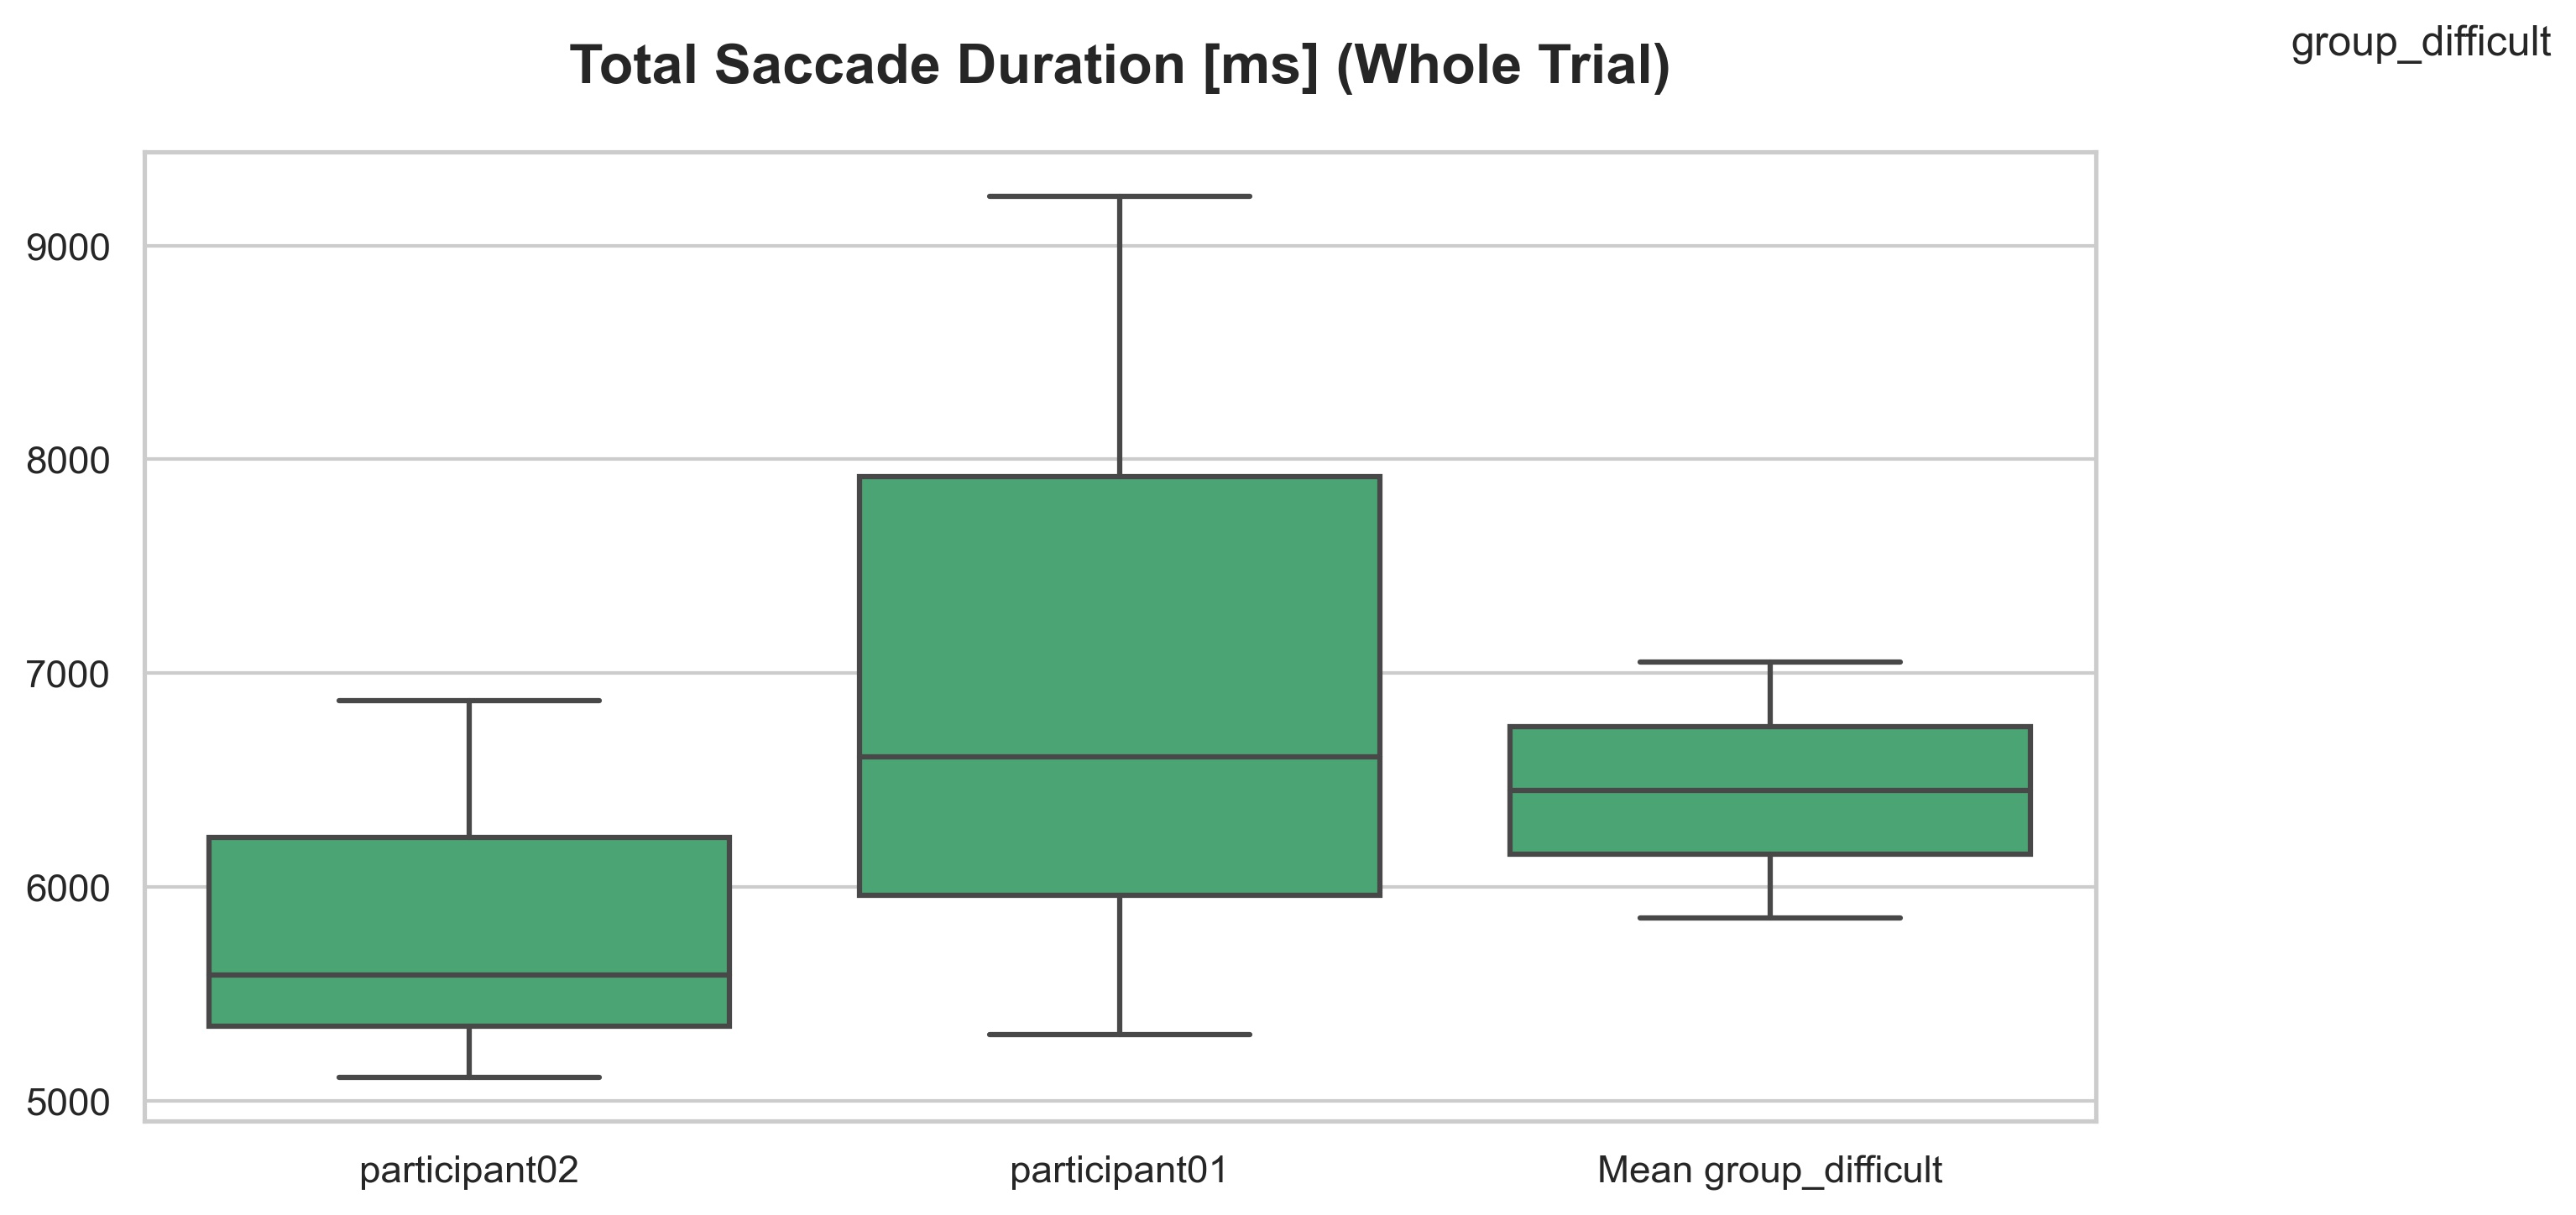 group_difficult
Total Saccade Duration [ms] (Whole Trial)
9000
8000
7000
6000
5000
participant02
participant01
Mean group_difficult